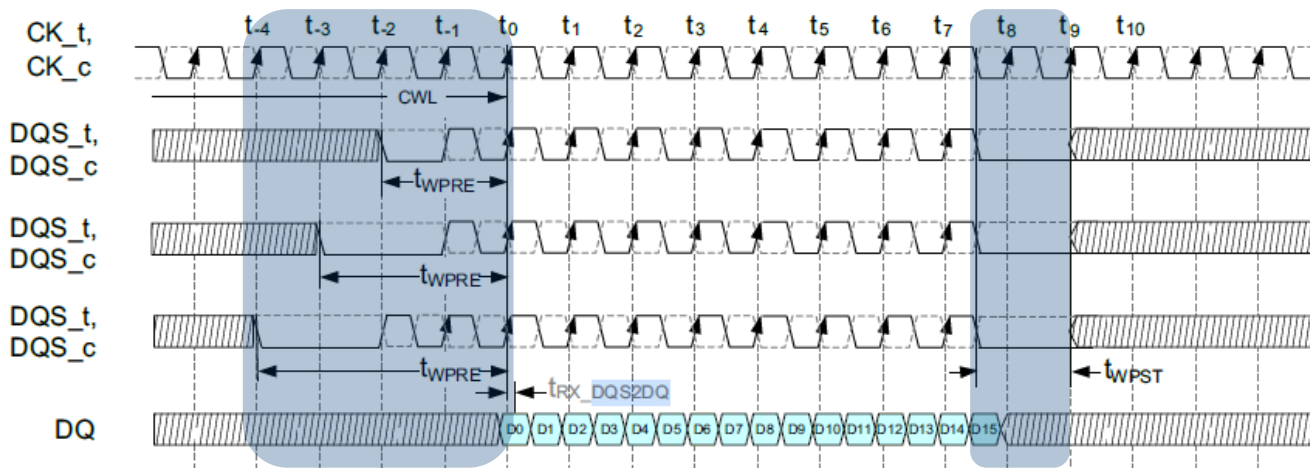 t-4 t-3 t-2 t-1 t0 t1 t2 t3 t4 t5 t6 t7 t8 t9 t10
CK_t,
CK_c
CWL
DQS_t,
DQS_c
tWPRE
DQS_t,
DQS_c
tWPRE
DQS_t,
DQS_c
tWPRE
tWPST
tRX_DQS2DQ
DQ D0 D1 D2 D3 D4 D5 D6 D7 D8 D9 D10 D11 D12 D13 D14 D15